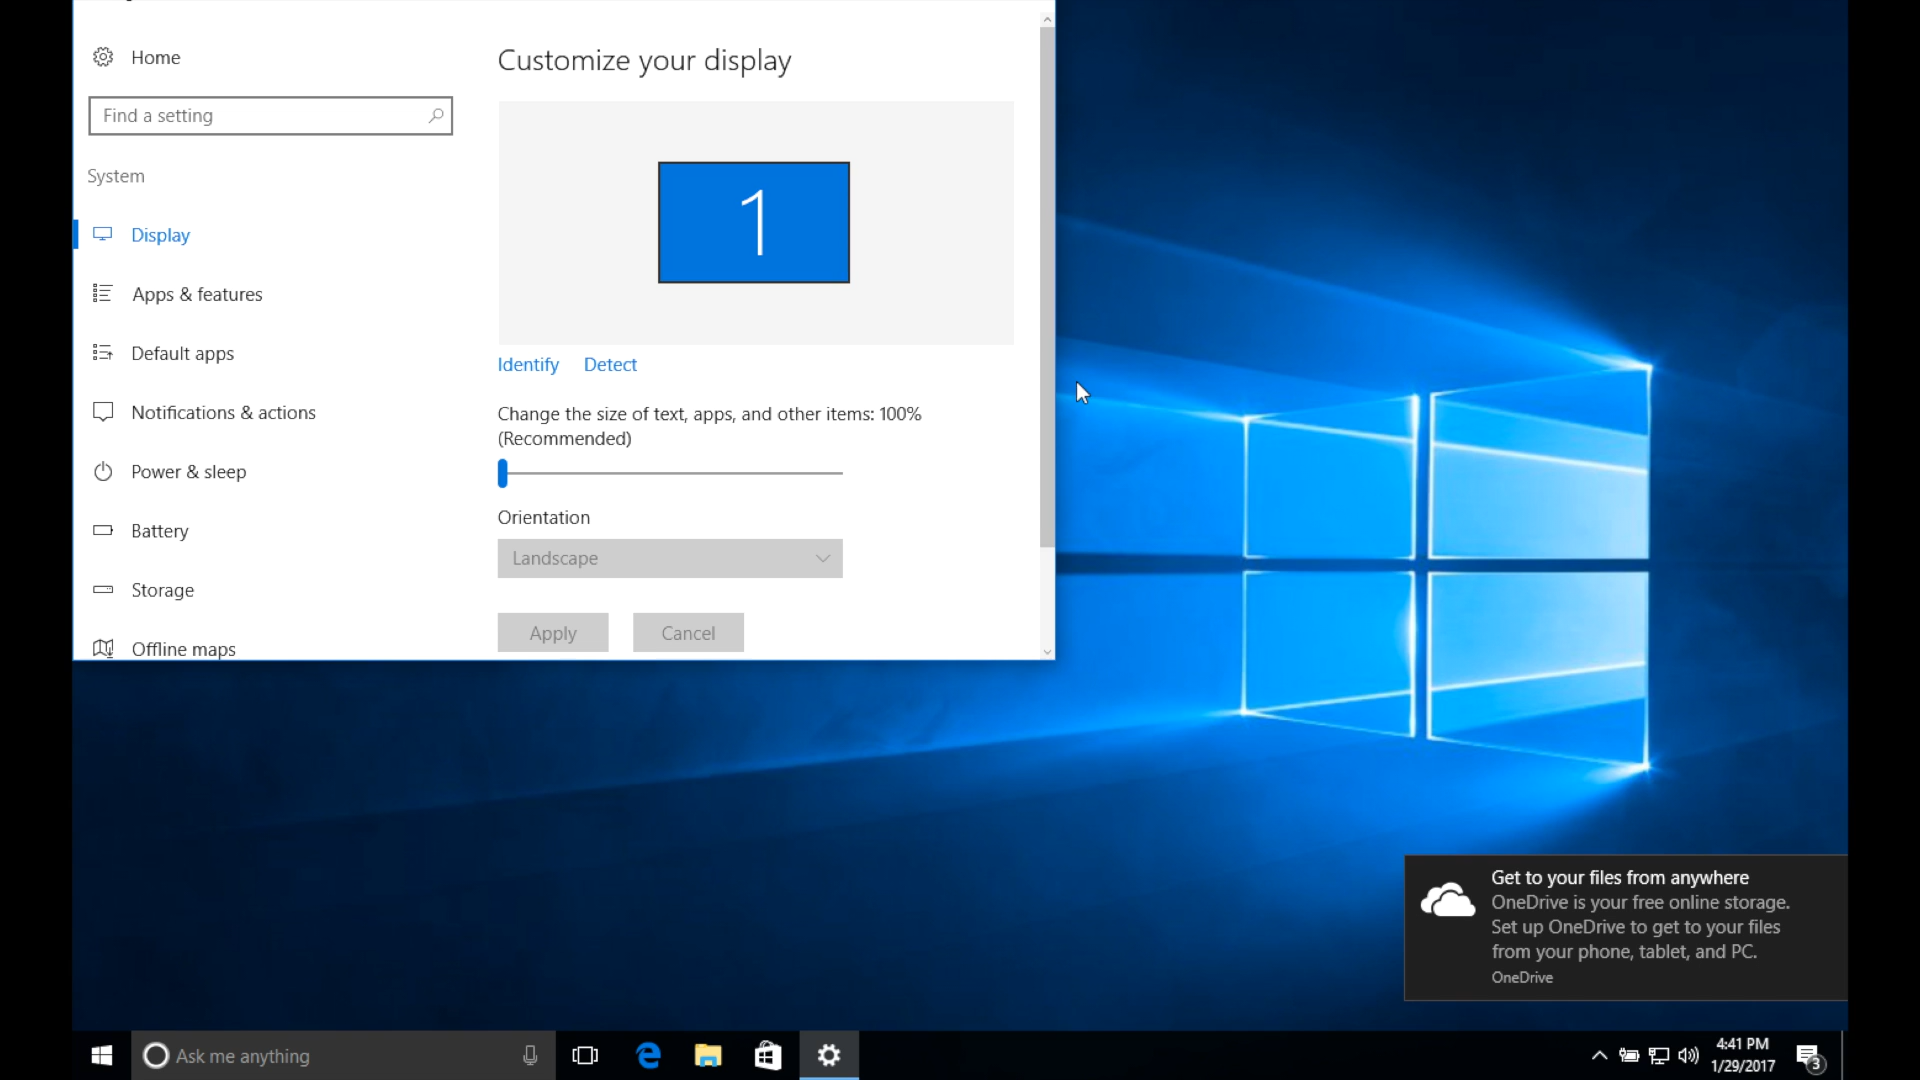 Home
Find a setting
System
Display
Apps & features
Default apps
Notifications & actions
Power & sleep
Battery
Storage
Offline maps
Customize your display
1
Identify Detect
Change the size of text, apps, and other items: 100%
(Recommended)
Orientation
Landscape
Apply Cancel
Get to your files from anywhere
OneDrive is your free online storage.
Set up OneDrive to get to your files
from your phone, tablet, and PC.
OneDrive
Ask me anything
4:41 PM
1/29/2017
3